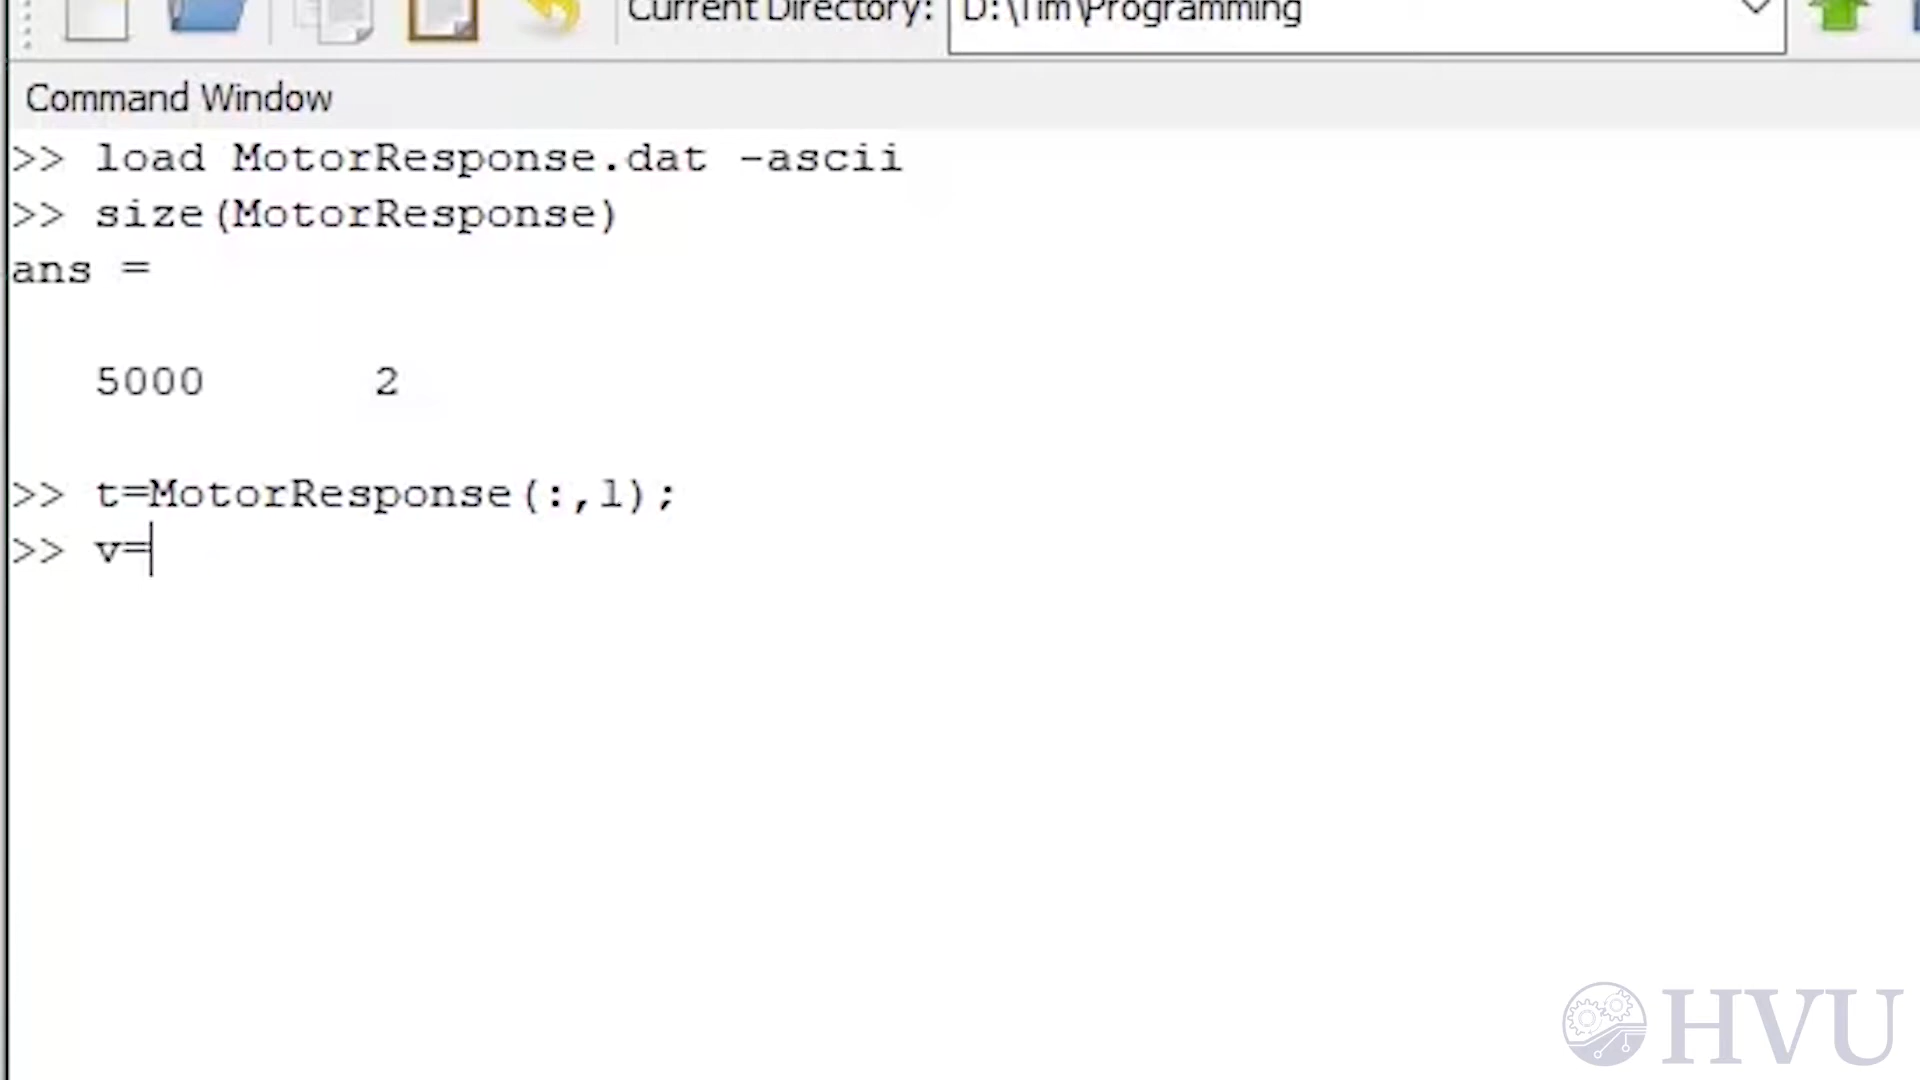 Current Directory: D:\Tim\Programming
Command Window
>> load MotorResponse.dat -ascii
>> size(MotorResponse)
ans =
5000 2
>> t=MotorResponse(:,1);
>> v=
HVU